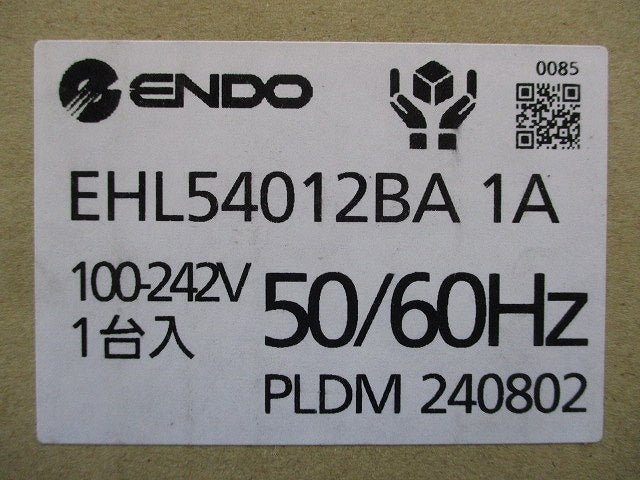 ENDO
0085
EHL54012BA 1A
100-242V
50/60Hz
1台入
PLDM 240802